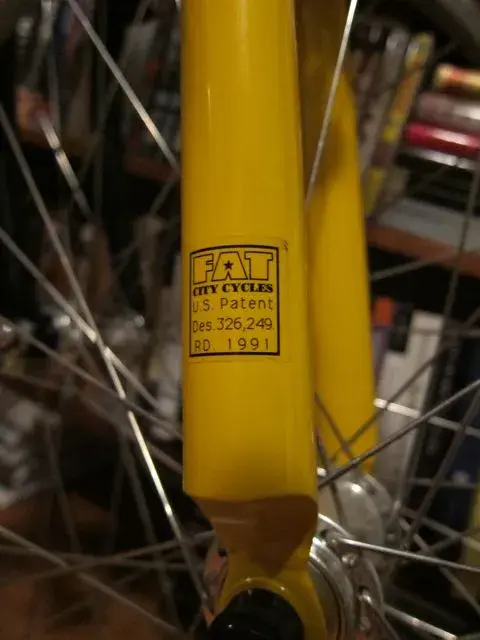 FAT
CITY CYCLES
U.S. Patent
Des. 326,249.
RD. 1991